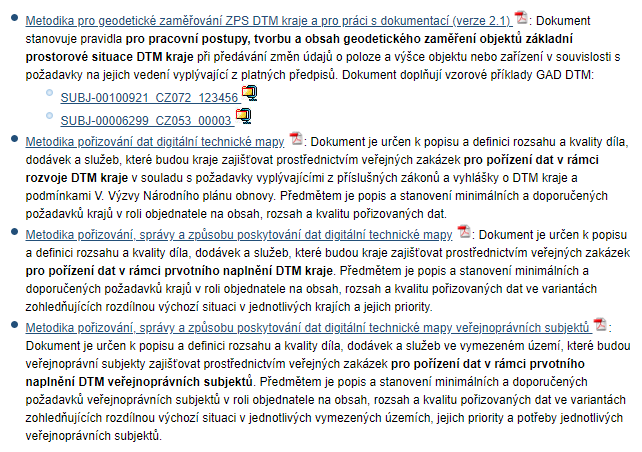 Metodika pro geodetické zaměřování ZPS DTM kraje a pro práci s dokumentací (verze 2.1) : Dokument
stanovuje pravidla pro pracovní postupy, tvorbu a obsah geodetického zaměření objektů základní
prostorové situace DTM kraje při předávání změn údajů o poloze a výšce objektu nebo zařízení v souvislosti s
požadavky na jejich vedení vyplývající z platných předpisů. Dokument doplňují vzorové příklady GAD DTM:
SUBJ-00100921_CZ072_123456
SUBJ-00006299_CZ053_00003
Metodika pořizování dat digitální technické mapy : Dokument je určen k popisu a definici rozsahu a kvality díla,
dodávek a služeb, které budou kraje zajišťovat prostřednictvím veřejných zakázek pro pořízení dat v rámci
rozvoje DTM kraje v souladu s požadavky vyplývajícími z příslušných zákonů a vyhlášky o DTM kraje a
podmínkami V. Výzvy Národního plánu obnovy. Předmětem je popis a stanovení minimálních a doporučených
požadavků krajů v roli objednatele na obsah, rozsah a kvalitu pořizovaných dat.
Metodika pořizování, správy a způsobu poskytování dat digitální technické mapy : Dokument je určen k popisu
a definici rozsahu a kvality díla, dodávek a služeb, které budou kraje zajišťovat prostřednictvím veřejných zakázek
pro pořízení dat v rámci prvotního naplnění DTM kraje. Předmětem je popis a stanovení minimálních a
doporučených požadavků krajů v roli objednatele na obsah, rozsah a kvalitu pořizovaných dat ve variantách
zohledňujících rozdílnou výchozí situaci v jednotlivých krajích a jejich priority.
Metodika pořizování, správy a způsobu poskytování dat digitální technické mapy veřejnoprávních subjektů :
Dokument je určen k popisu a definici rozsahu a kvality díla, dodávek a služeb ve vymezeném území, které budou
veřejnoprávní subjekty zajišťovat prostřednictvím veřejných zakázek pro pořízení dat v rámci prvotního
naplnění DTM veřejnoprávních subjektů. Předmětem je popis a stanovení minimálních a doporučených
požadavků veřejnoprávních subjektů v roli objednatele na obsah, rozsah a kvalitu pořizovaných dat ve variantách
zohledňujících rozdílnou výchozí situaci v jednotlivých vymezených územích, jejich priority a potřeby jednotlivých
veřejnoprávních subjektů.